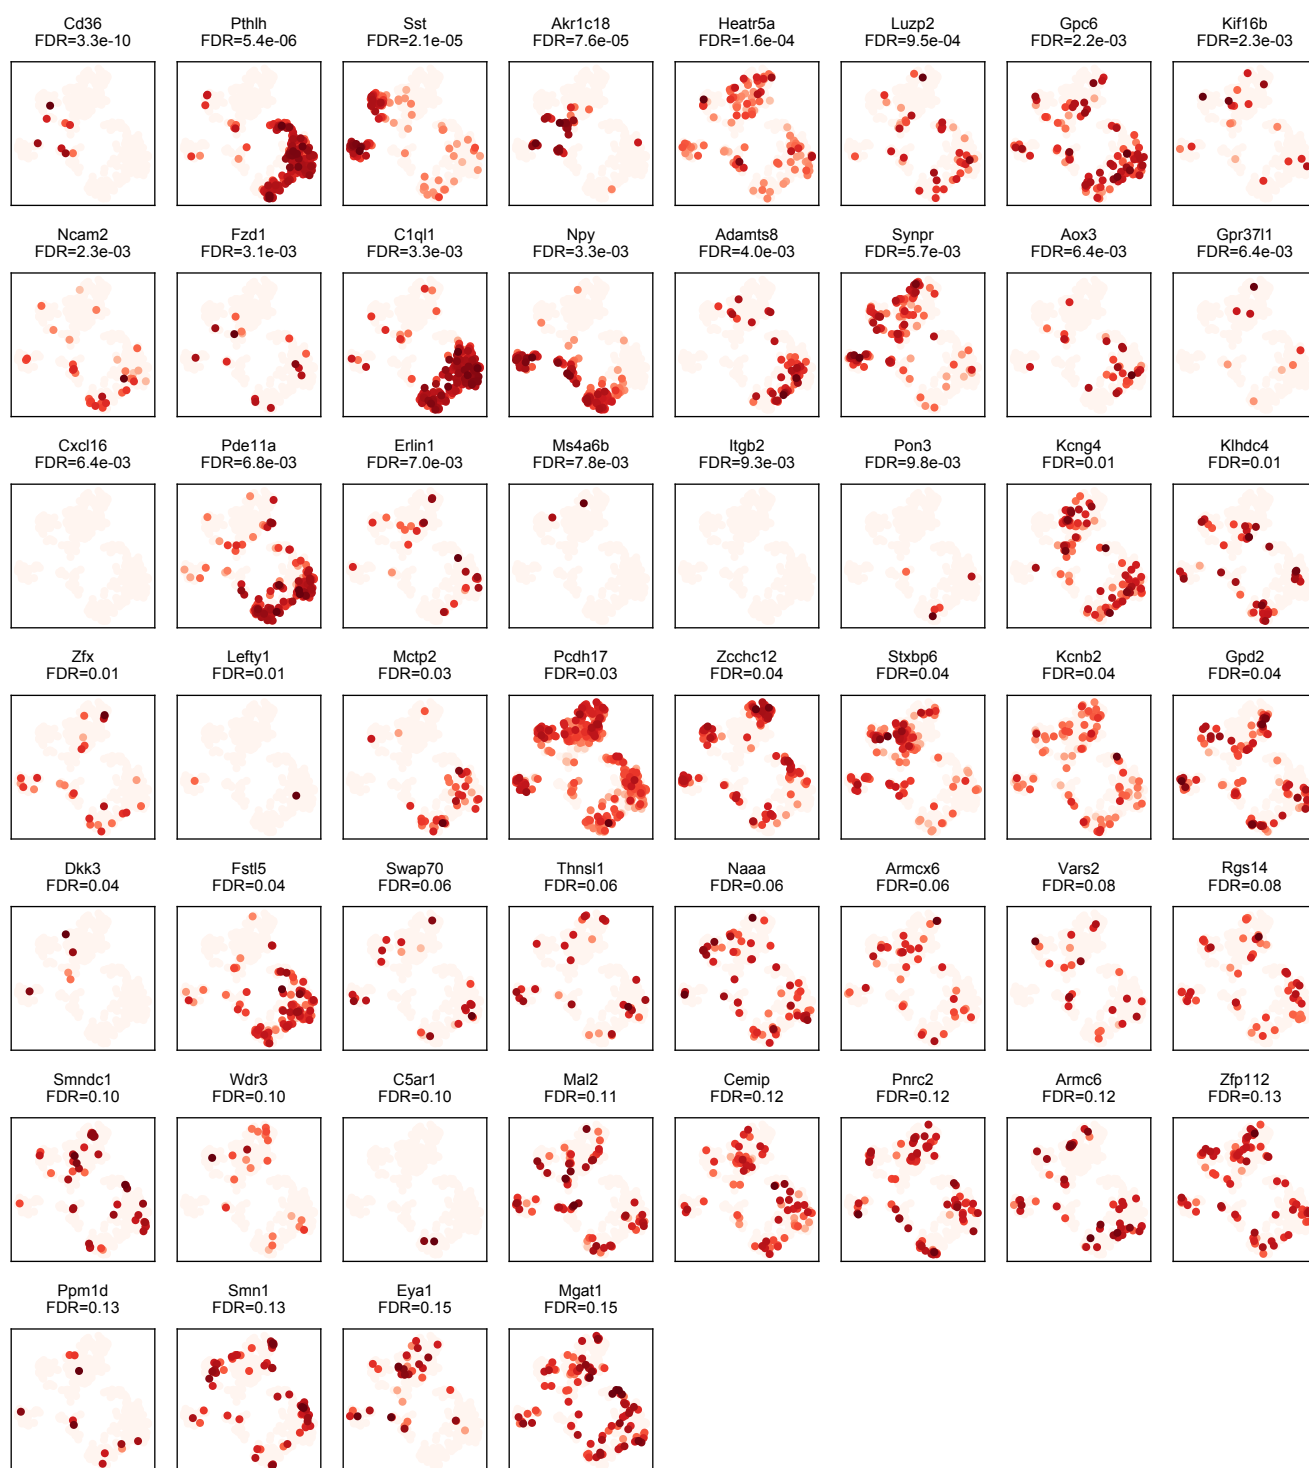 Cd36
FDR=3.3e-10
Pthlh
FDR=5.4e-06
Sst
FDR=2.1e-05
Akr1c18
FDR=7.6e-05
Heatr5a
FDR=1.6e-04
Luzp2
FDR=9.5e-04
Gpc6
FDR=2.2e-03
Kif16b
FDR=2.3e-03
Ncam2
FDR=2.3e-03
Fzd1
FDR=3.1e-03
C1ql1
FDR=3.3e-03
Npy
FDR=3.3e-03
Adamts8
FDR=4.0e-03
Synpr
FDR=5.7e-03
Aox3
FDR=6.4e-03
Gpr37l1
FDR=6.4e-03
Cxcl16
FDR=6.4e-03
Pde11a
FDR=6.8e-03
Erlin1
FDR=7.0e-03
Ms4a6b
FDR=7.8e-03
Itgb2
FDR=9.3e-03
Pon3
FDR=9.8e-03
Kcng4
FDR=0.01
Klhdc4
FDR=0.01
Zfx
FDR=0.01
Lefty1
FDR=0.01
Mctp2
FDR=0.03
Pcdh17
FDR=0.03
Zcchc12
FDR=0.04
Stxbp6
FDR=0.04
Kcnb2
FDR=0.04
Gpd2
FDR=0.04
Dkk3
FDR=0.04
Fstl5
FDR=0.04
Swap70
FDR=0.06
Thnsl1
FDR=0.06
Naaa
FDR=0.06
Armcx6
FDR=0.06
Vars2
FDR=0.08
Rgs14
FDR=0.08
Smndc1
FDR=0.10
Wdr3
FDR=0.10
C5ar1
FDR=0.10
Mal2
FDR=0.11
Cemip
FDR=0.12
Pnrc2
FDR=0.12
Armc6
FDR=0.12
Zfp112
FDR=0.13
Ppm1d
FDR=0.13
Smn1
FDR=0.13
Eya1
FDR=0.15
Mgat1
FDR=0.15